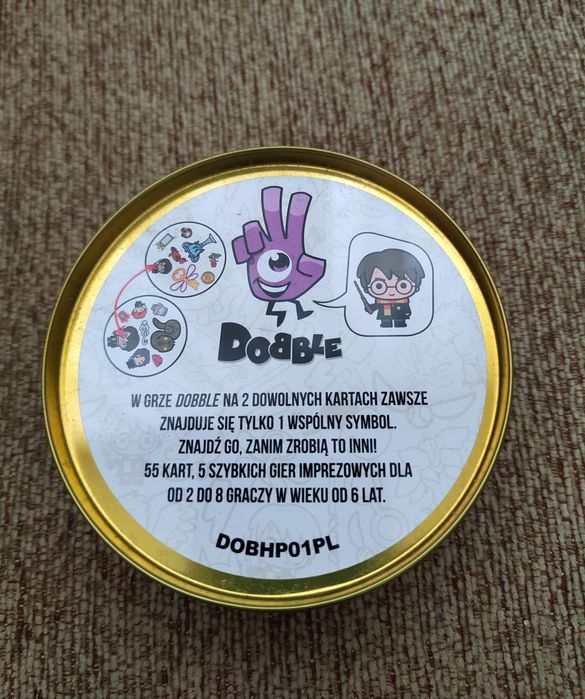 DOBBLE
W GRZE DOBBLE NA 2 DOWOLNYCH KARTACH ZAWSZE
ZNAJDUJE SIĘ TYLKO 1 WSPÓLNY SYMBOL.
ZNAJDŹ GO, ZANIM ZROBIĄ TO INNI!
55 KART, 5 SZYBKICH GIER IMPREZOWYCH DLA
OD 2 DO 8 GRACZY W WIEKU OD 6 LAT.
DOBHP01PL